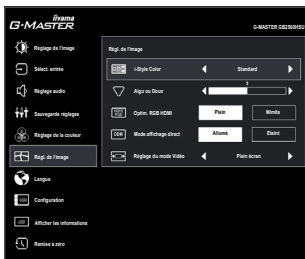 iiyama
G-MASTER
G-MASTER GB2560HSU
Réglage de l'image
Régl. de l'image
Sélect. entrée
i-Style Color
Standard
Réglage audio
Aigu ou Doux
3
Sauvegarde réglages
Optim. RGB HDMI
Plein
Limité
Réglage de la couleur
DDM
Mode affichage direct
Allumé
Eteint
Régl. de l'image
Réglage du mode Vidéo
Plein écran
Langue
Configuration
Afficher les informations
Remise à zéro